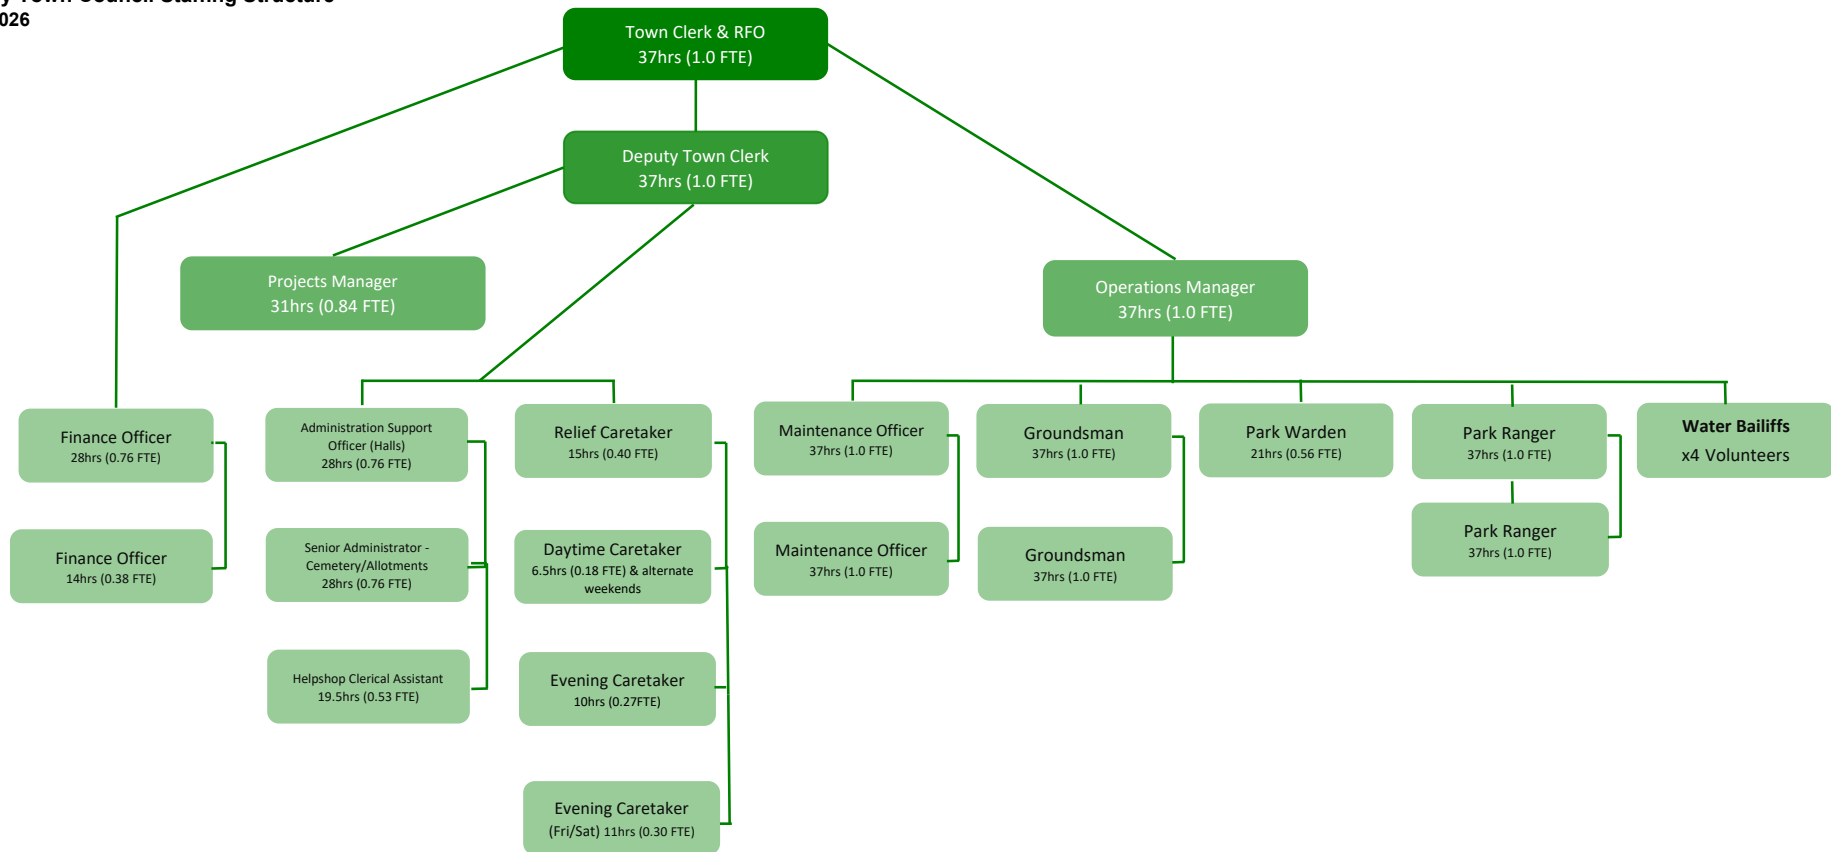 Town Council Staffing Structure
Town Clerk & RFO
37hrs (1.0 FTE)
Deputy Town Clerk
37hrs (1.0 FTE)
Projects Manager
31hrs (0.84 FTE)
Operations Manager
37hrs (1.0 FTE)
Finance Officer
28hrs (0.76 FTE)
Administration Support
Officer (Halls)
28hrs (0.76 FTE)
Relief Caretaker
15hrs (0.40 FTE)
Maintenance Officer
37hrs (1.0 FTE)
Groundsman
37hrs (1.0 FTE)
Park Warden
21hrs (0.56 FTE)
Park Ranger
37hrs (1.0 FTE)
Water Bailiffs
x4 Volunteers
Finance Officer
14hrs (0.38 FTE)
Senior Administrator -
Cemetery/Allotments
28hrs (0.76 FTE)
Daytime Caretaker
6.5hrs (0.18 FTE) & alternate
weekends
Maintenance Officer
37hrs (1.0 FTE)
Groundsman
37hrs (1.0 FTE)
Park Ranger
37hrs (1.0 FTE)
Helpshop Clerical Assistant
19.5hrs (0.53 FTE)
Evening Caretaker
10hrs (0.27FTE)
Evening Caretaker
(Fri/Sat) 11hrs (0.30 FTE)